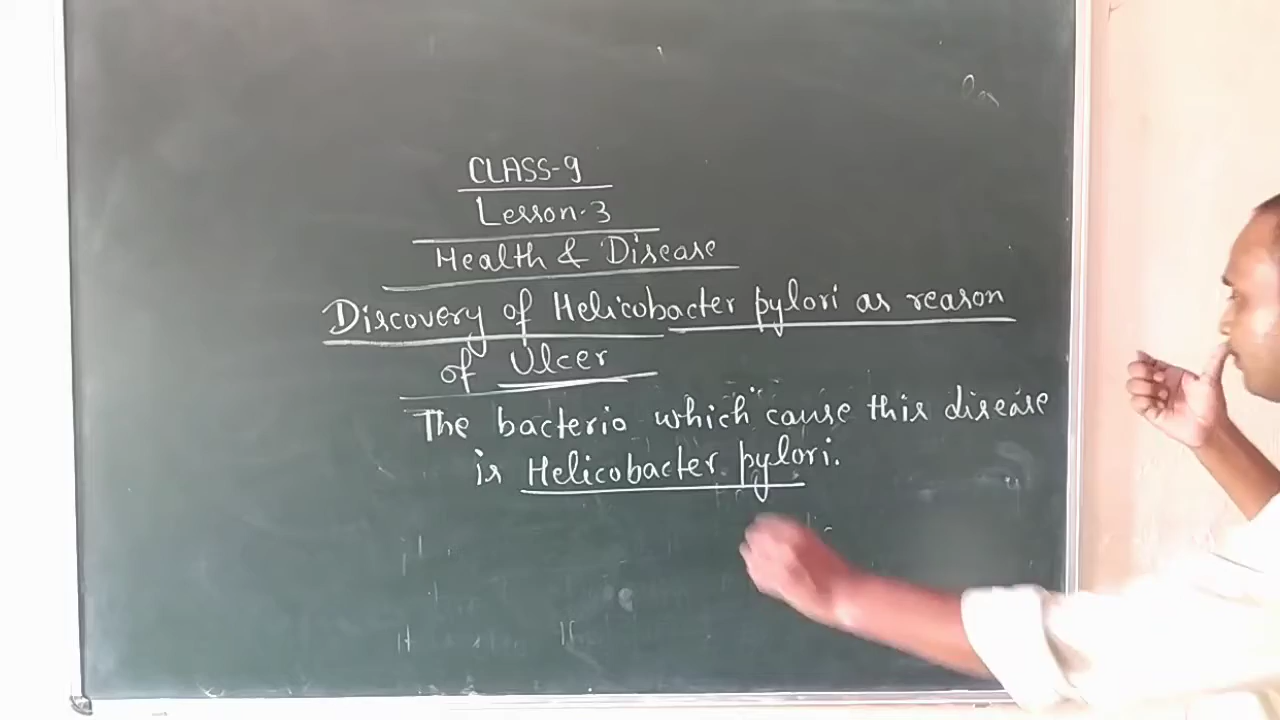 CLASS-9
Lesson-3
Health & Disease
Discovery of Helicobacter pylori as reason
of Ulcer
The bacteria which cause this disease
is Helicobacter pylori.